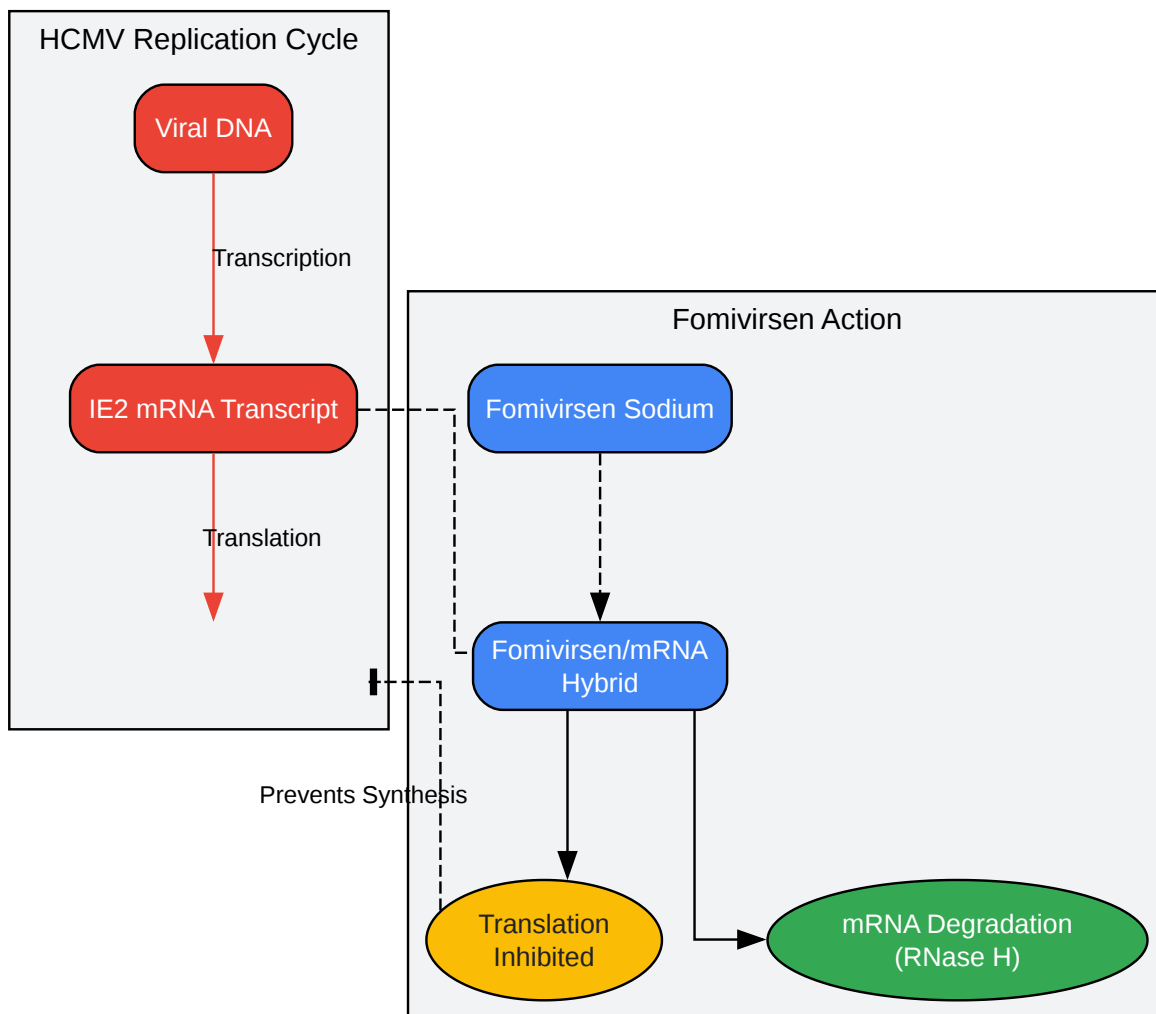 HCMV Replication Cycle
Viral DNA
Transcription
Fomivirsen Action
IE2 mRNA Transcript
Fomivirsen Sodium
Translation
Fomivirsen/mRNA
Hybrid
Prevents Synthesis
Translation
Inhibited
mRNA Degradation
(RNase H)